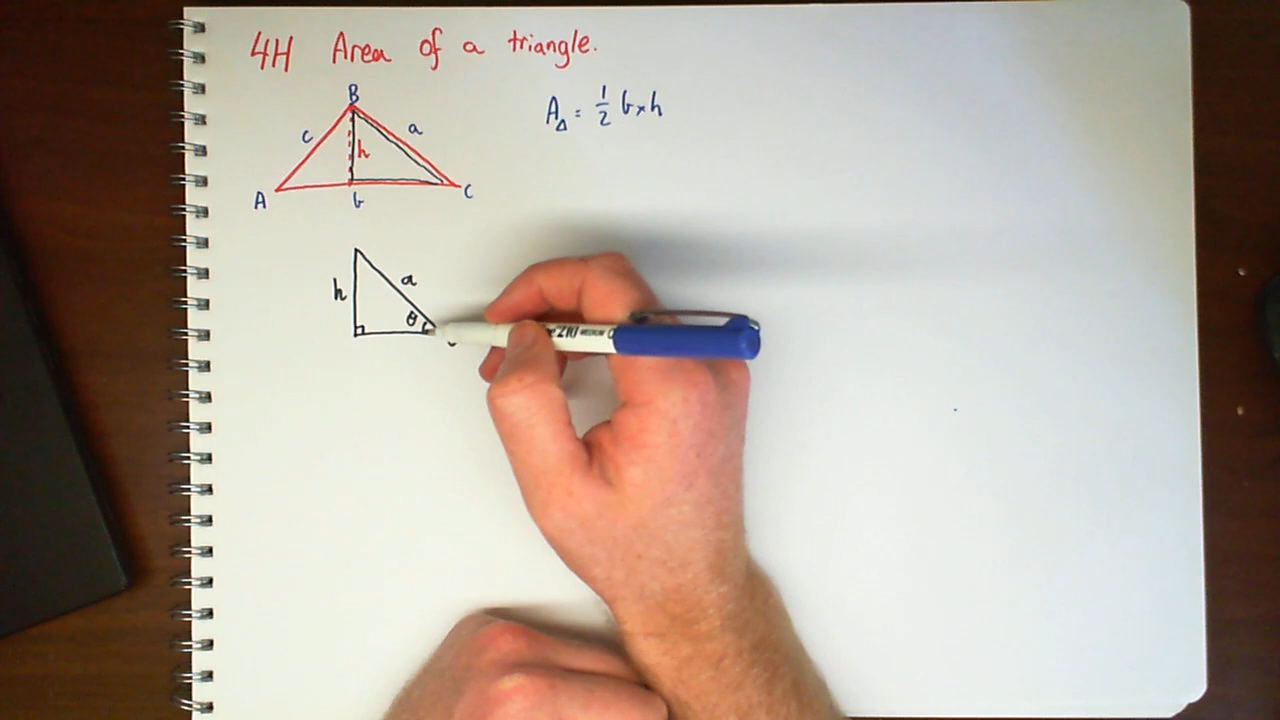 4H Area of a triangle.
B
A△ = 1/2 b×h
c a
h
A b C
a
h
θ